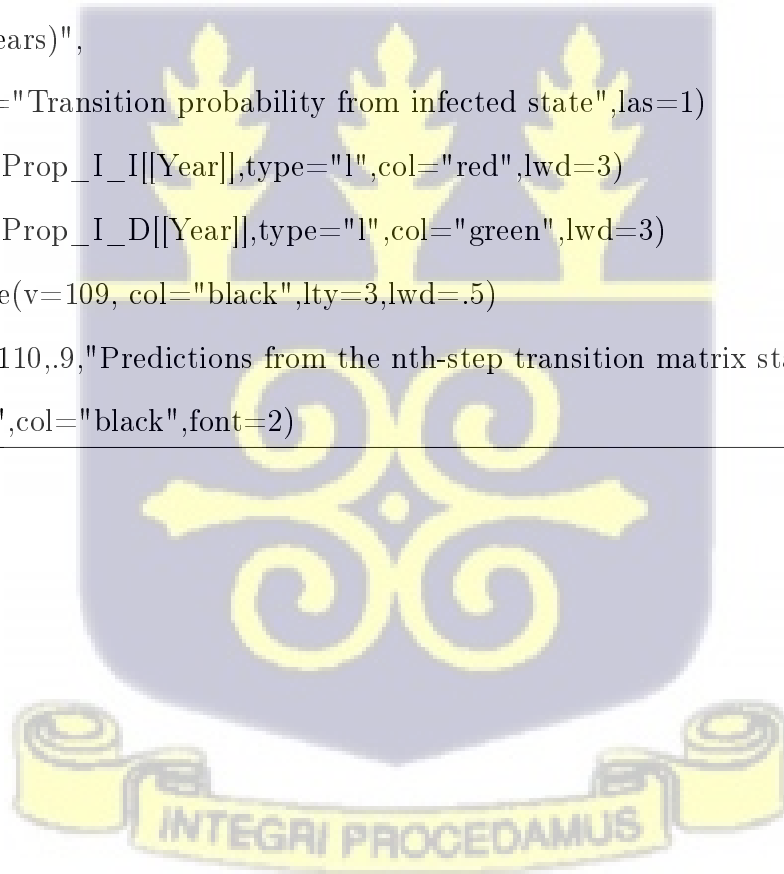 ears)",
="Transition probability from infected state",las=1)
Prop_I_I[[Year]],type="l",col="red",lwd=3)
Prop_I_D[[Year]],type="l",col="green",lwd=3)
e(v=109, col="black",lty=3,lwd=.5)
110,.9,"Predictions from the nth-step transition matrix sta
",col="black",font=2)
INTEGRI PROCEDAMUS